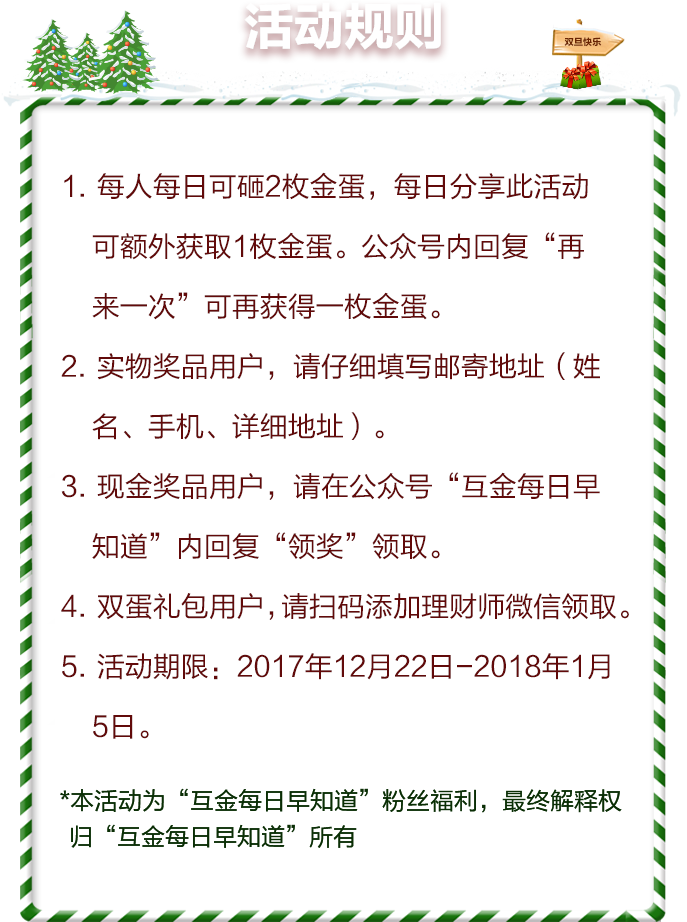 活动规则
双旦快乐
1. 每人每日可砸2枚金蛋，每日分享此活动
可额外获取1枚金蛋。公众号内回复“再
来一次”可再获得一枚金蛋。
2. 实物奖品用户，请仔细填写邮寄地址（姓
名、手机、详细地址）。
3. 现金奖品用户，请在公众号“互金每日早
知道”内回复“领奖”领取。
4. 双蛋礼包用户，请扫码添加理财师微信领取。
5. 活动期限：2017年12月22日-2018年1月
5日。
*本活动为“互金每日早知道”粉丝福利，最终解释权
归“互金每日早知道”所有